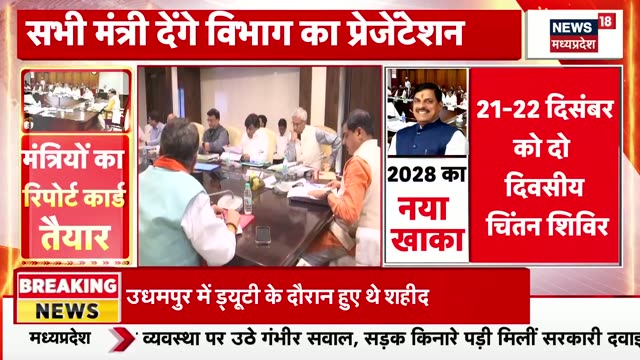 सभी मंत्री देंगे विभाग का प्रेजेंटेशन
NEWS 18
मध्यप्रदेश
मंत्रियों का
रिपोर्ट कार्ड
तैयार
2028 का
नया
खाका
21-22 दिसंबर
को दो
दिवसीय
चिंतन शिविर
BREAKING
NEWS
उधमपुर में ड्यूटी के दौरान हुए थे शहीद
मध्यप्रदेश
र व्यवस्था पर उठे गंभीर सवाल, सड़क किनारे पड़ी मिलीं सरकारी दवाइ